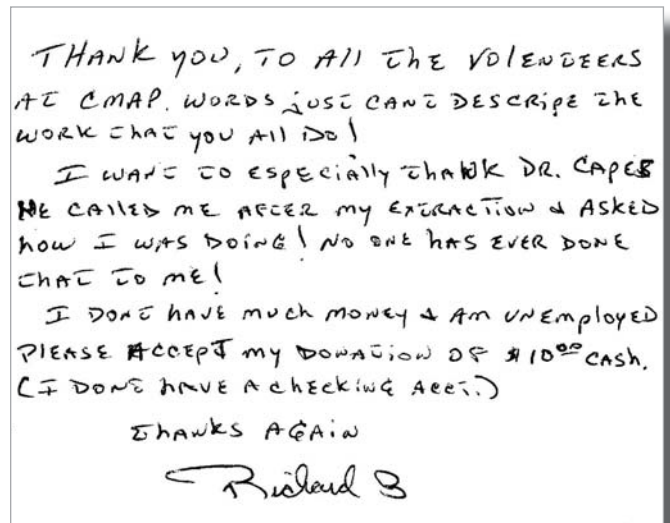 THANK YOU, TO All ThE VOlENTEERS
AT CMAP. WORDS jUST CANT DESCRiPE ThE
WORK ThAT YOU All DO!
I WANT TO ESpECiAlly ThANK DR. CAPES
HE CAllED ME AFTER my EXTRACTiON & ASKED
hOW I WAS DOiNG! NO ONE hAS EVER DONE
ThAT TO ME!
I DONT hAVE mUch mONEY & AM UNEmplOYED
PlEASE ACCEPT my DONATiON OF $10⁰⁰ CASh.
(I DONT hAVE A chEckiNG AccT.)
ThANKS AGAiN
Richard B